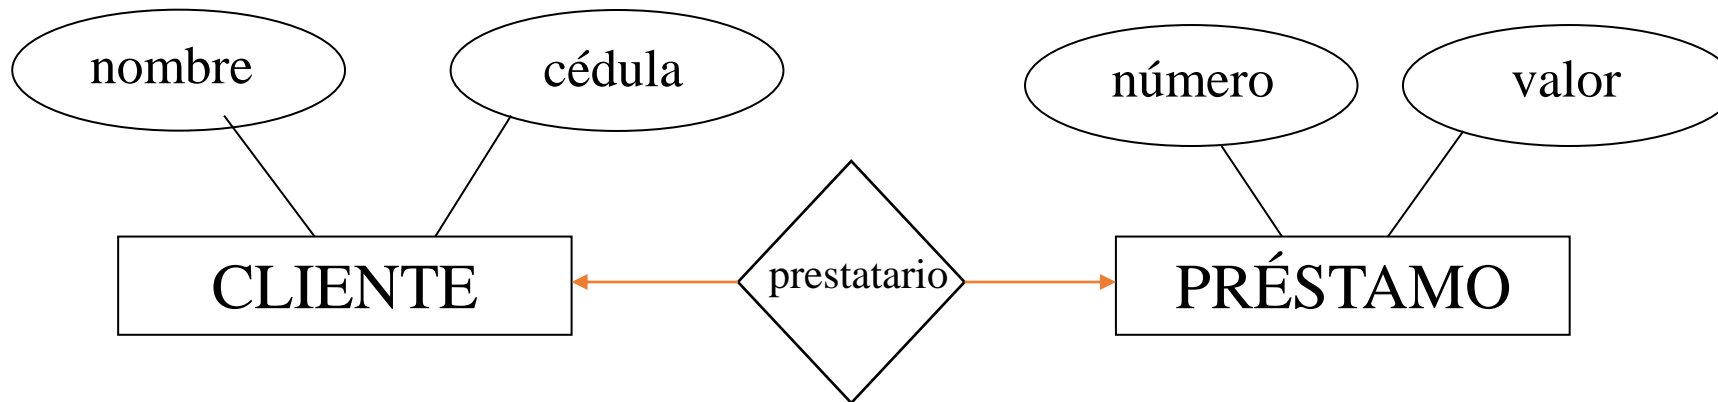 nombre
cédula
número
valor
CLIENTE
prestatario
PRÉSTAMO